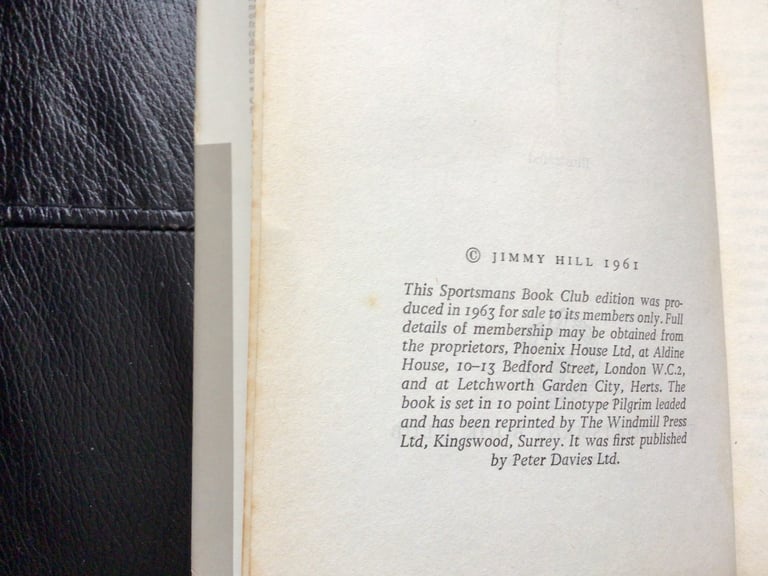 © JIMMY HILL 1961
This Sportsmans Book Club edition was pro-
duced in 1963 for sale to its members only. Full
details of membership may be obtained from
the proprietors, Phoenix House Ltd, at Aldine
House, 10–13 Bedford Street, London W.C.2,
and at Letchworth Garden City, Herts. The
book is set in 10 point Linotype Pilgrim leaded
and has been reprinted by The Windmill Press
Ltd, Kingswood, Surrey. It was first published
by Peter Davies Ltd.